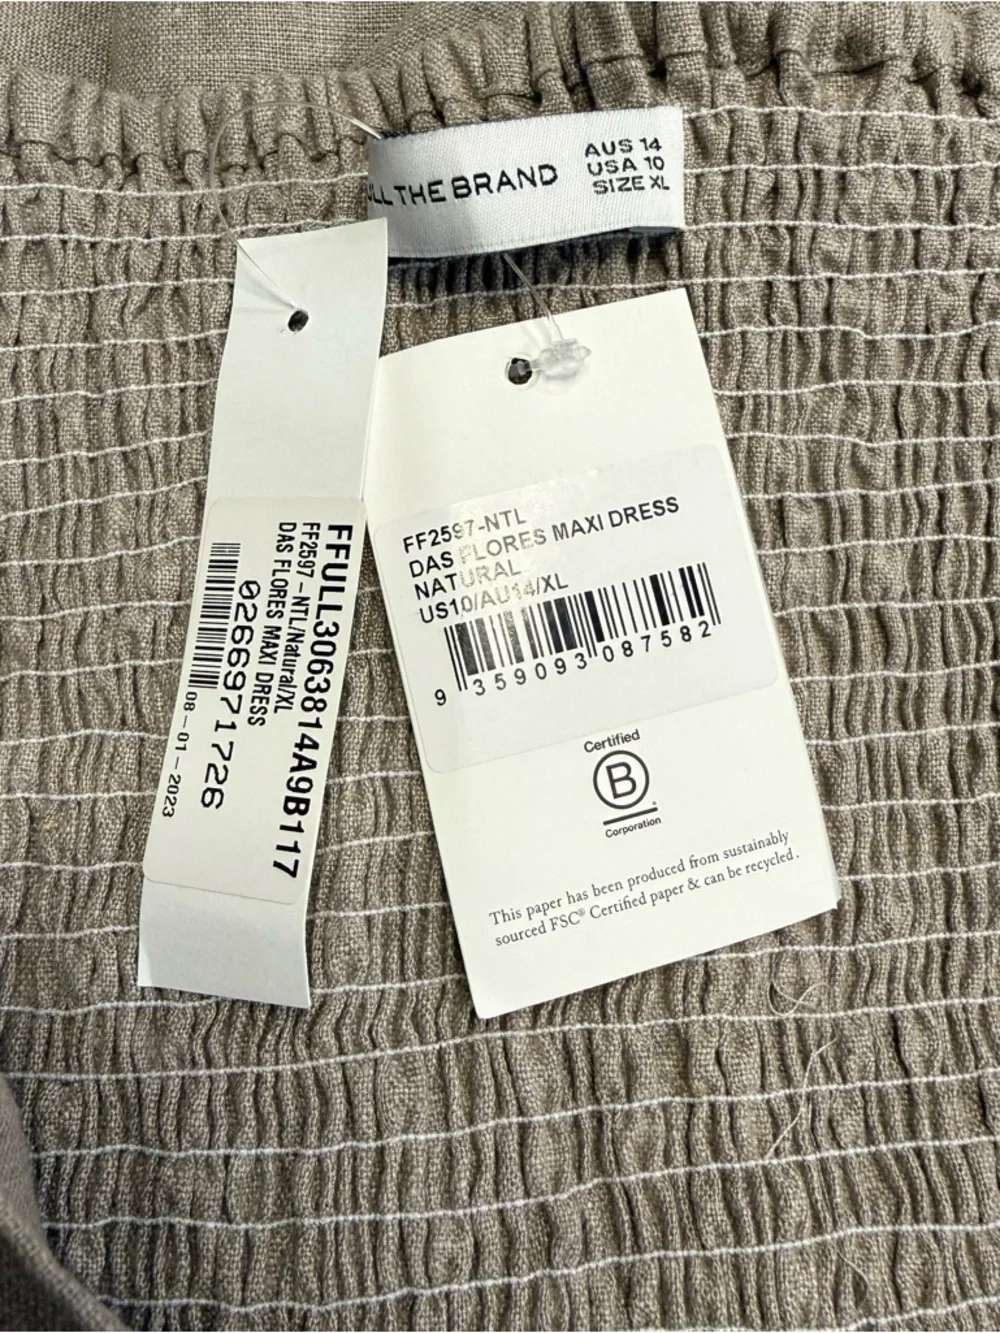 THE BRAND
AUS 14
USA 10
SIZE XL
FFULL3063814A9B117
FF2597-NTL/Natural/XL
DAS FLORES MAXI DRESS
0266971726
08-01-2023
FF2597-NTL
DAS FLORES MAXI DRESS
NATURAL
US10/AU14/XL
9 359093 087582
Certified
B
Corporation
This paper has been produced from sustainably
sourced FSC® Certified paper & can be recycled.